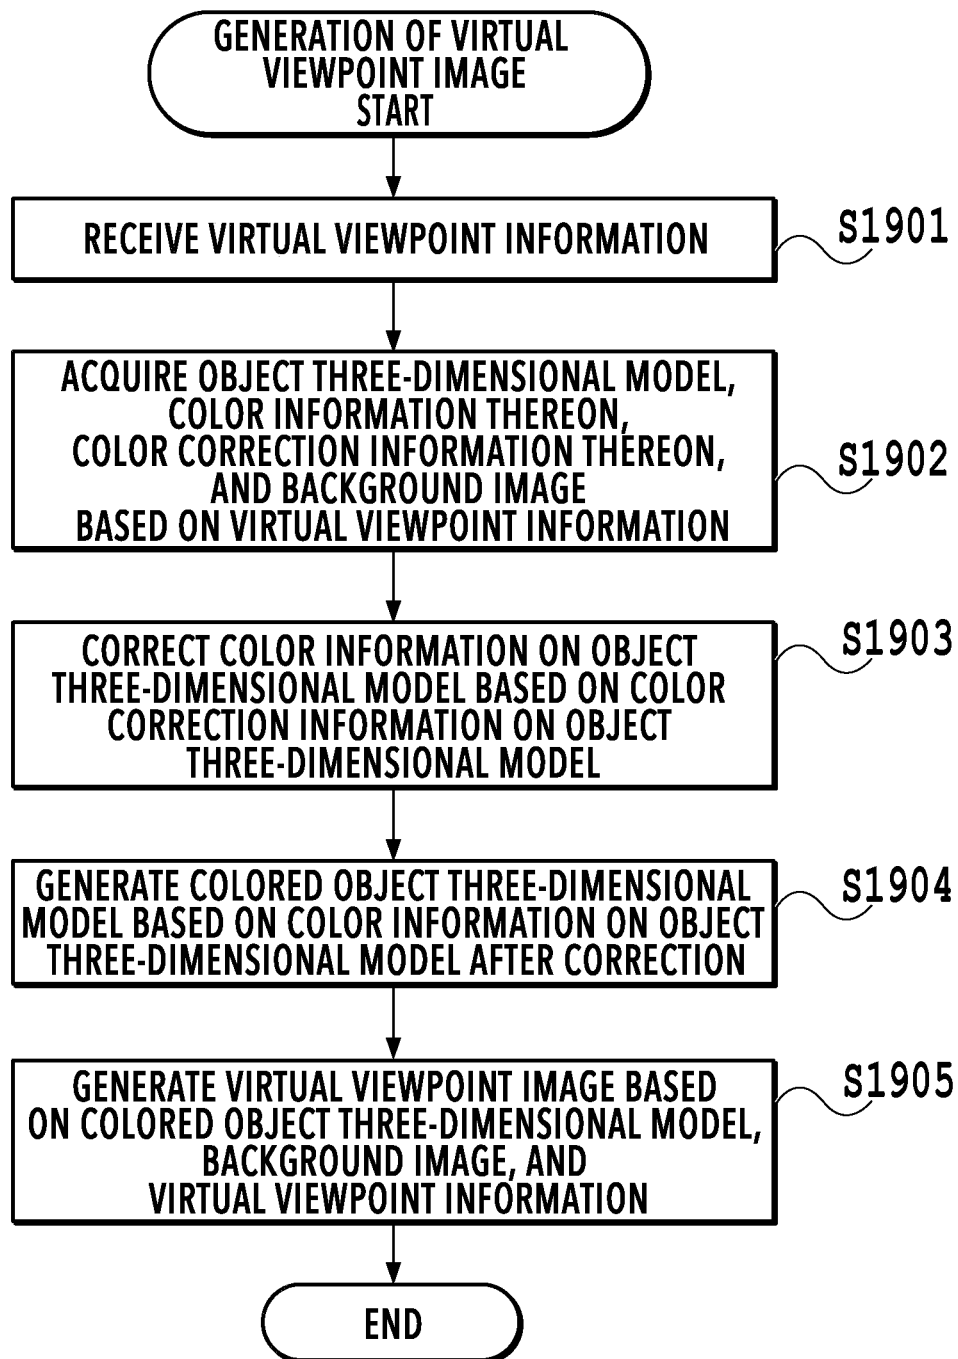 GENERATION OF VIRTUAL
VIEWPOINT IMAGE
START
RECEIVE VIRTUAL VIEWPOINT INFORMATION
S1901
ACQUIRE OBJECT THREE-DIMENSIONAL MODEL,
COLOR INFORMATION THEREON,
COLOR CORRECTION INFORMATION THEREON,
AND BACKGROUND IMAGE
BASED ON VIRTUAL VIEWPOINT INFORMATION
S1902
CORRECT COLOR INFORMATION ON OBJECT
THREE-DIMENSIONAL MODEL BASED ON COLOR
CORRECTION INFORMATION ON OBJECT
THREE-DIMENSIONAL MODEL
S1903
GENERATE COLORED OBJECT THREE-DIMENSIONAL
MODEL BASED ON COLOR INFORMATION ON OBJECT
THREE-DIMENSIONAL MODEL AFTER CORRECTION
S1904
GENERATE VIRTUAL VIEWPOINT IMAGE BASED
ON COLORED OBJECT THREE-DIMENSIONAL MODEL,
BACKGROUND IMAGE, AND
VIRTUAL VIEWPOINT INFORMATION
S1905
END